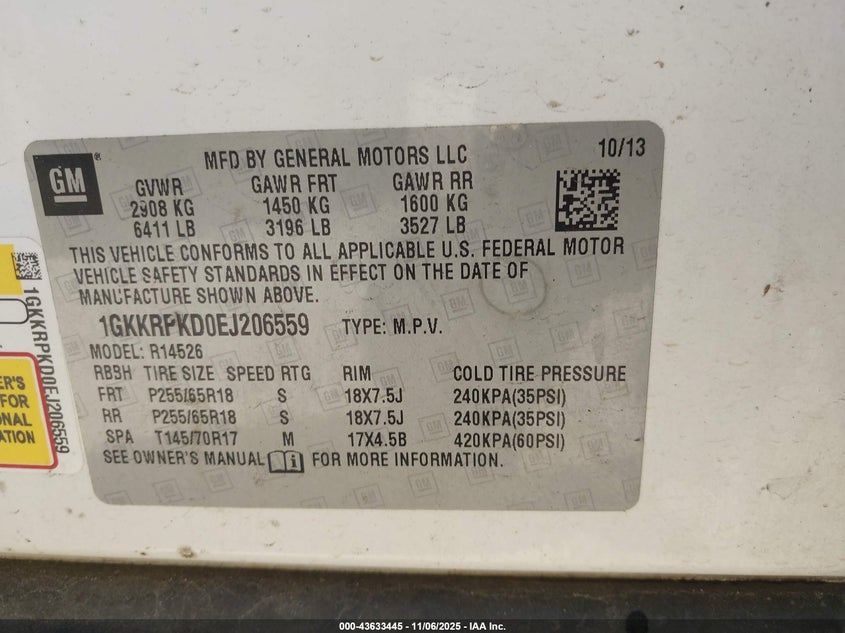 GM
MFD BY GENERAL MOTORS LLC 10/13
GVWR GAWR FRT GAWR RR
2908 KG 1450 KG 1600 KG
6411 LB 3196 LB 3527 LB
THIS VEHICLE CONFORMS TO ALL APPLICABLE U.S. FEDERAL MOTOR
VEHICLE SAFETY STANDARDS IN EFFECT ON THE DATE OF
MANUFACTURE SHOWN ABOVE.
1GKKRPKD0EJ206559 TYPE: M.P.V.
MODEL: R14526
RBBH TIRE SIZE SPEED RTG RIM COLD TIRE PRESSURE
FRT P255/65R18 S 18X7.5J 240KPA(35PSI)
RR P255/65R18 S 18X7.5J 240KPA(35PSI)
SPA T145/70R17 M 17X4.5B 420KPA(60PSI)
SEE OWNER'S MANUAL FOR MORE INFORMATION.
1GKKRPKD0EJ206559
ER'S
FOR
ONAL
ATION
000-43633445 - 11/06/2025 - IAA Inc.